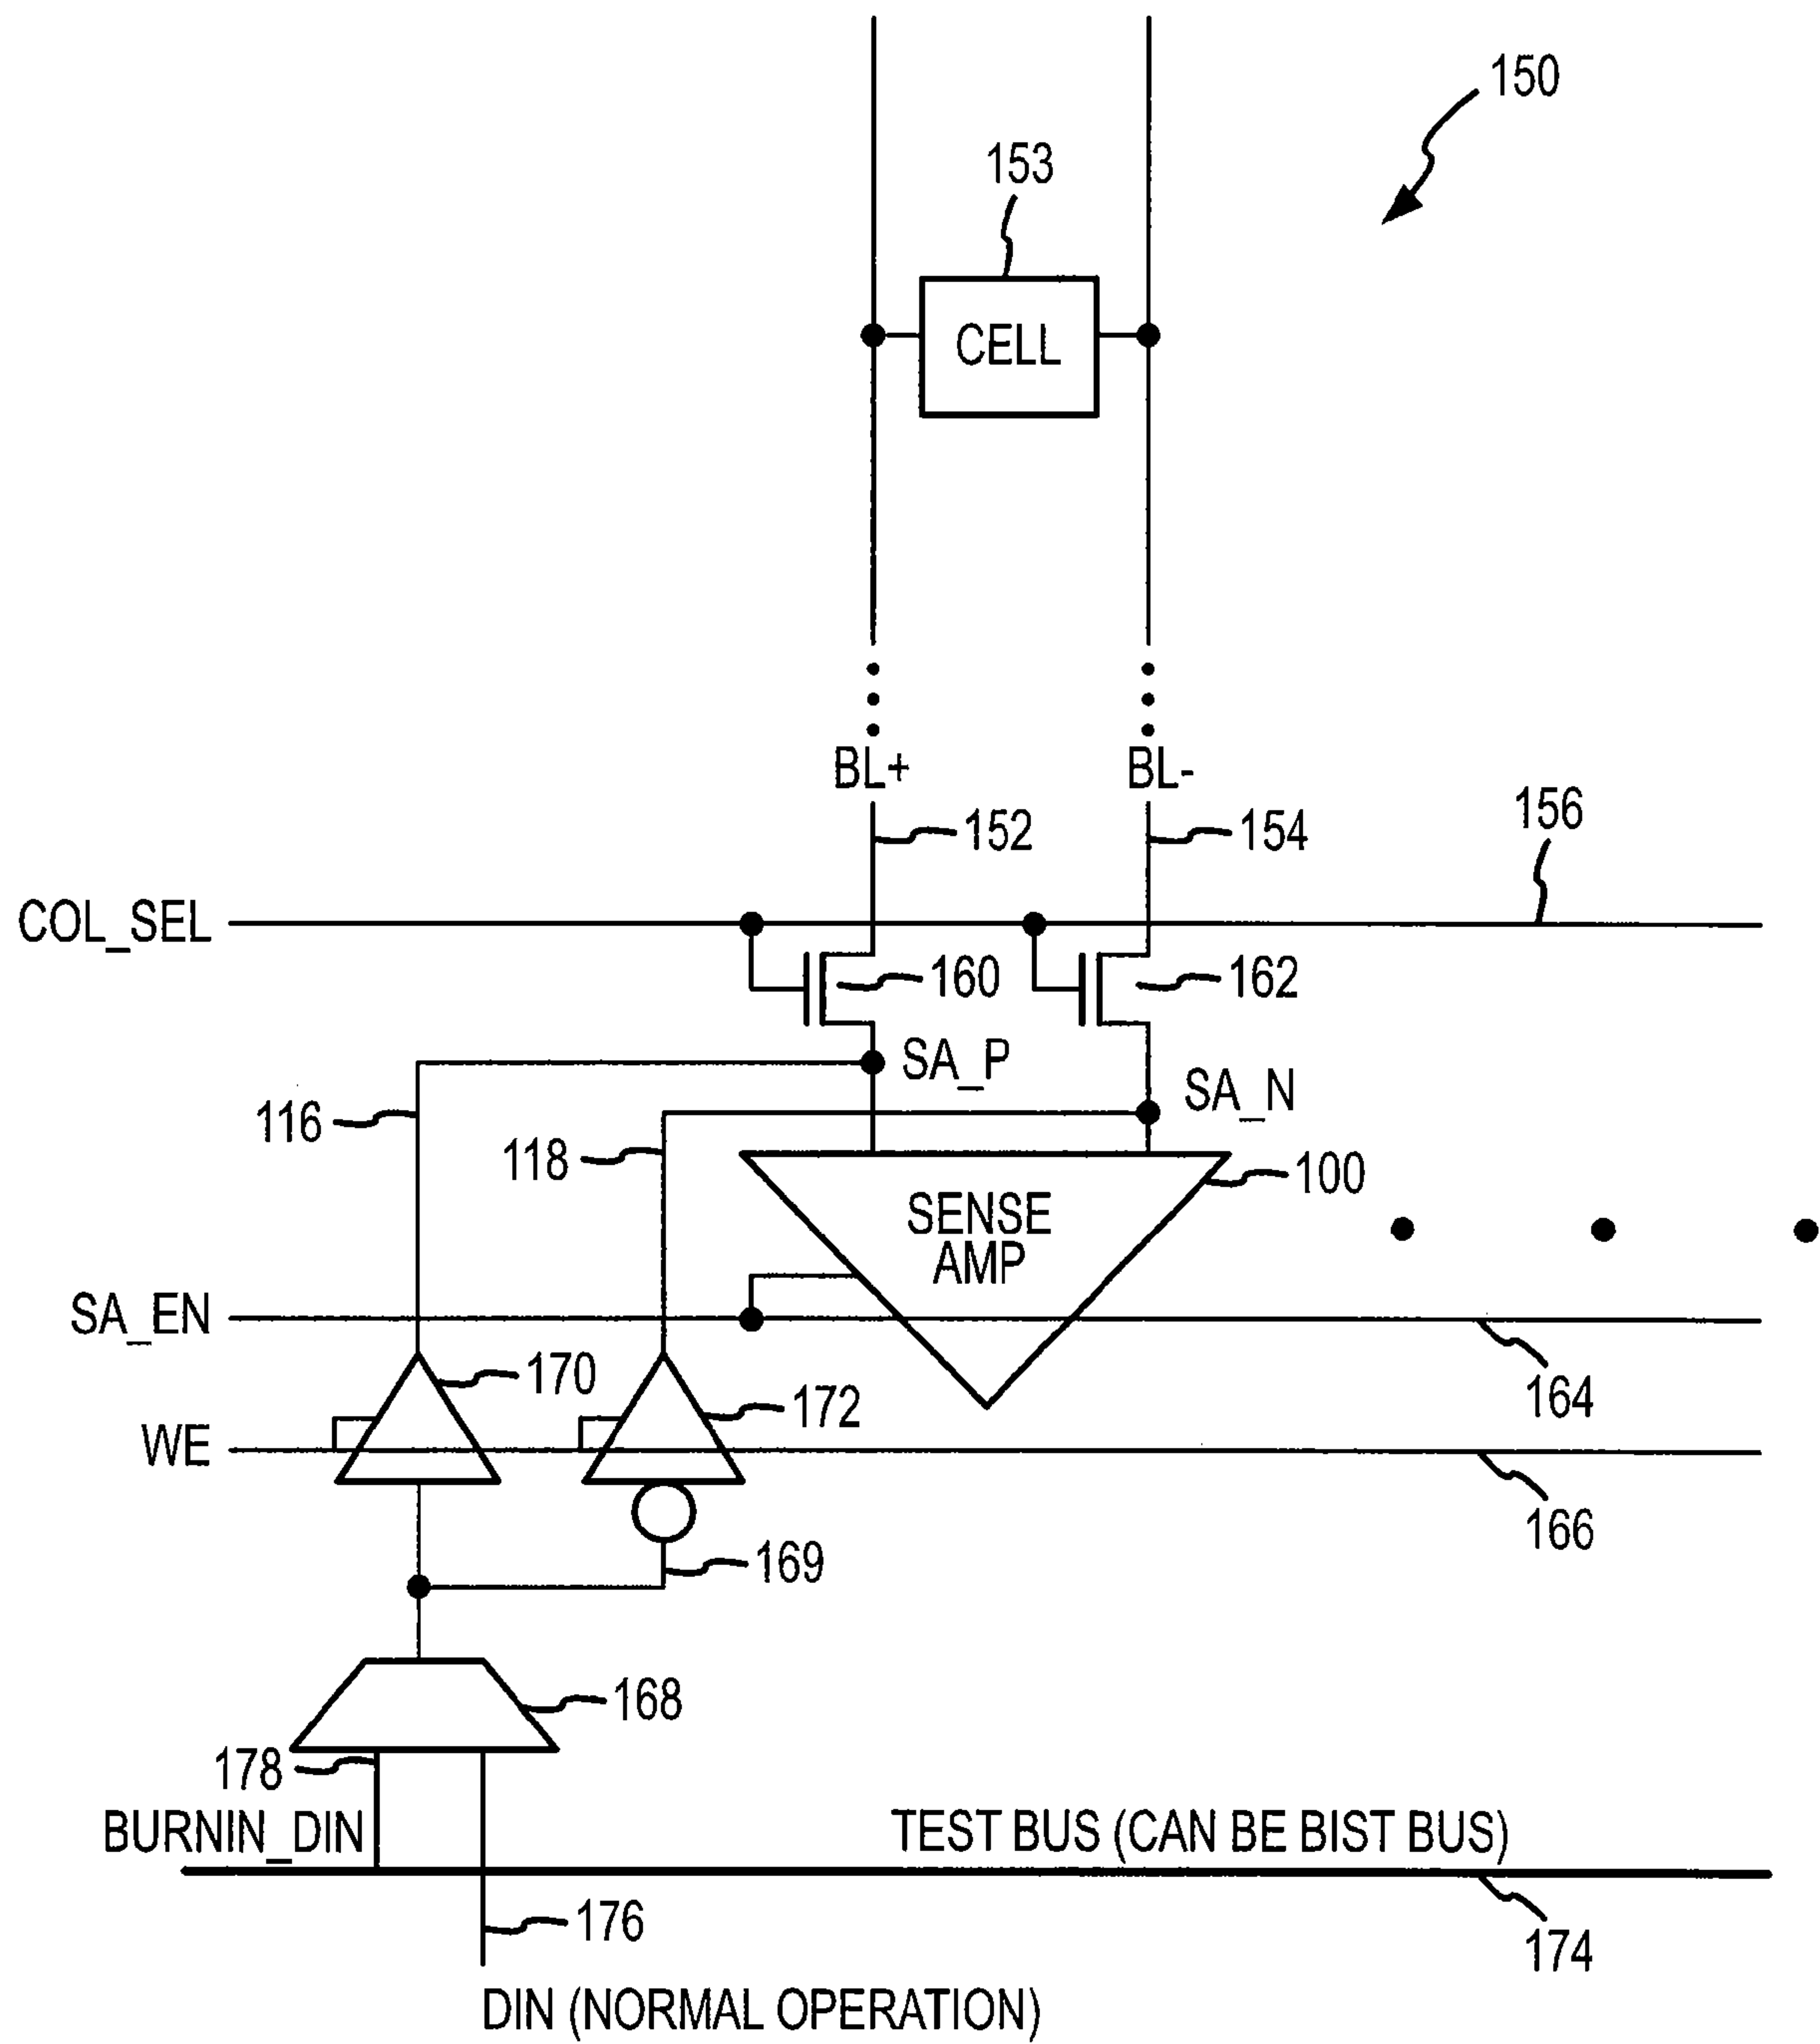 150
153
CELL
BL+ BL-
152 154 156
COL_SEL
160 162
SA_P
SA_N
116
118 100
SENSE
AMP
SA_EN
170
172 164
WE
169 166
168
178
BURNIN_DIN TEST BUS (CAN BE BIST BUS)
176 174
DIN (NORMAL OPERATION)